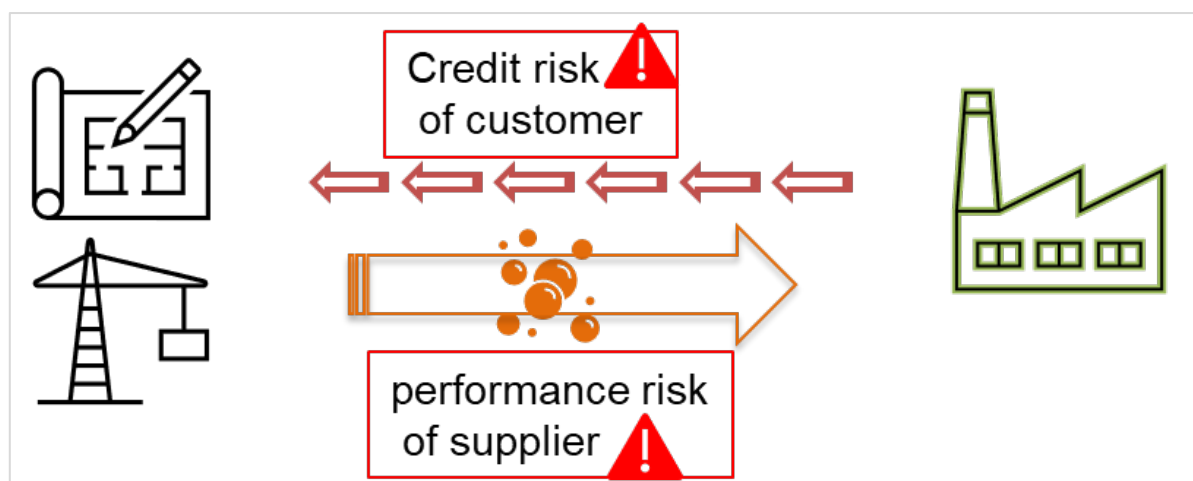 Credit risk
of customer
performance risk
of supplier